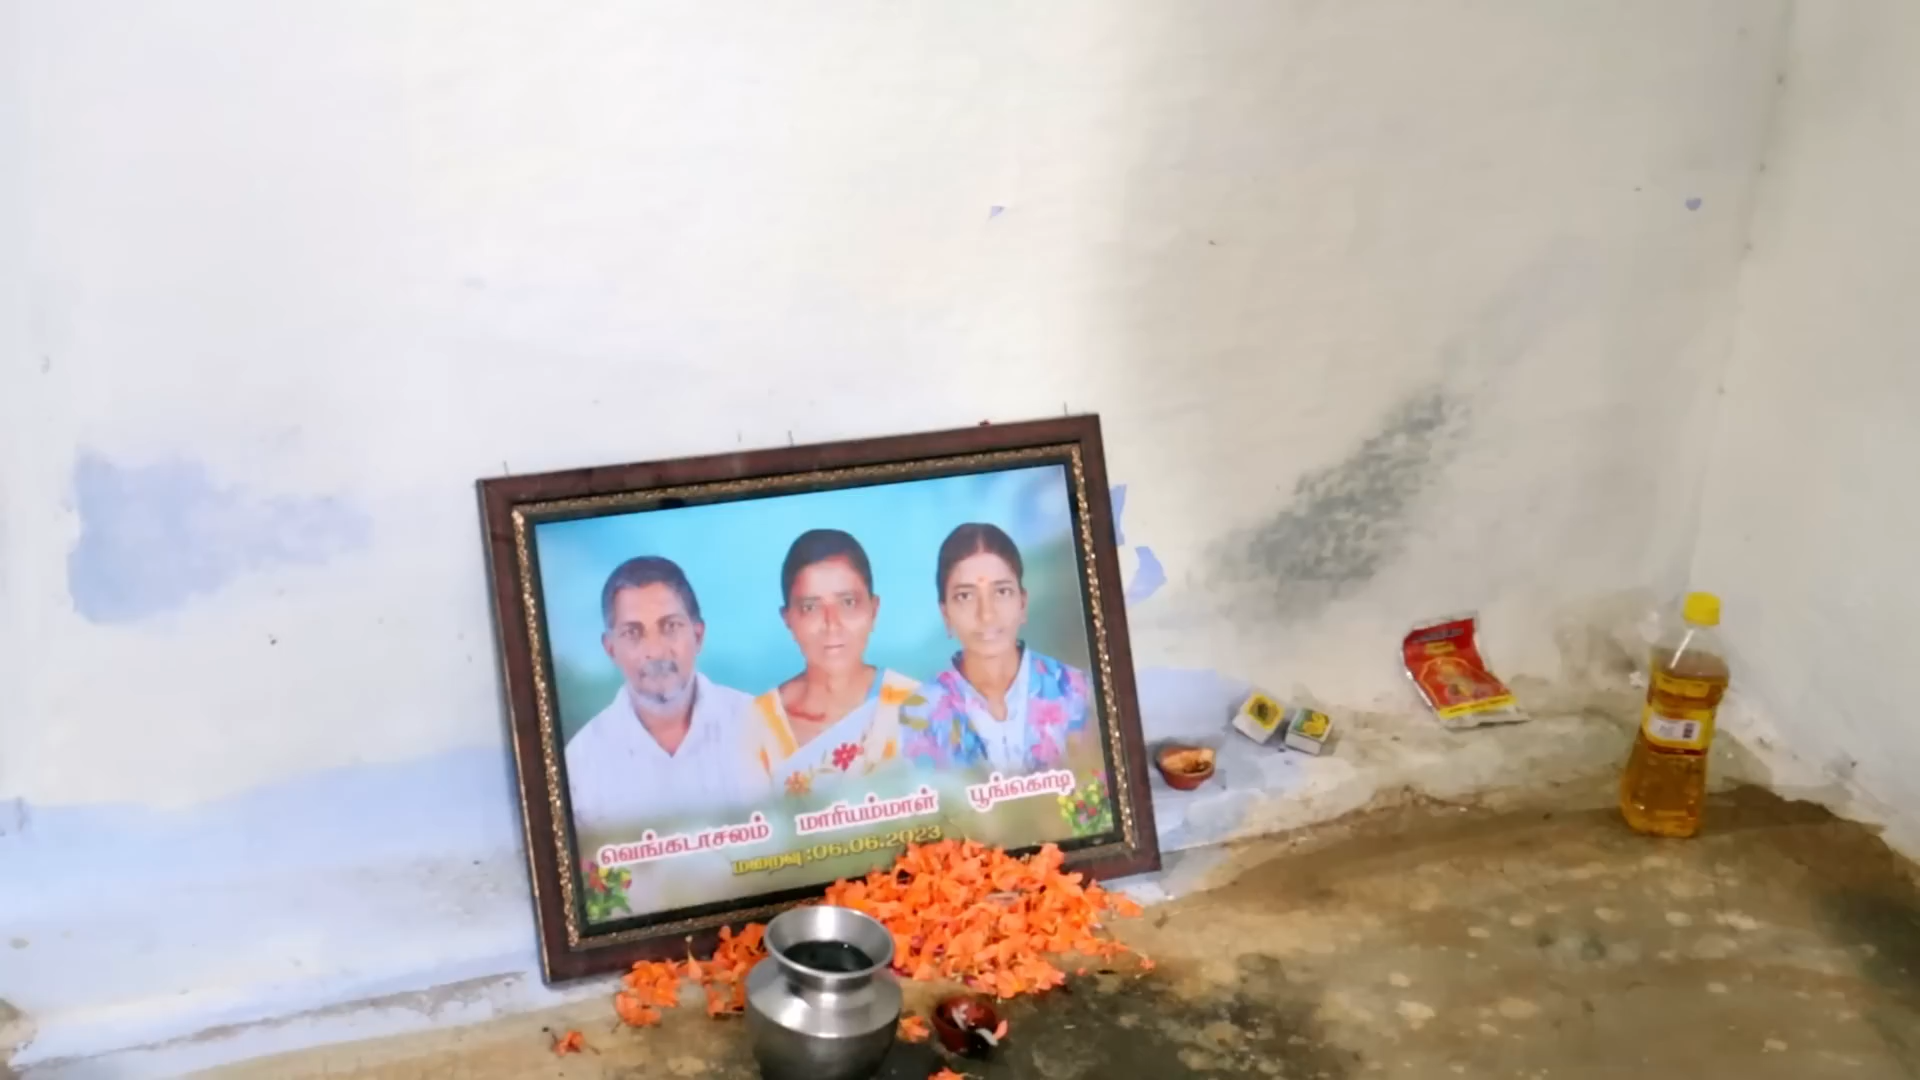 வெங்கடாசலம் மாரியம்மாள் பூங்கொடி
மறைவு :06.06.2023